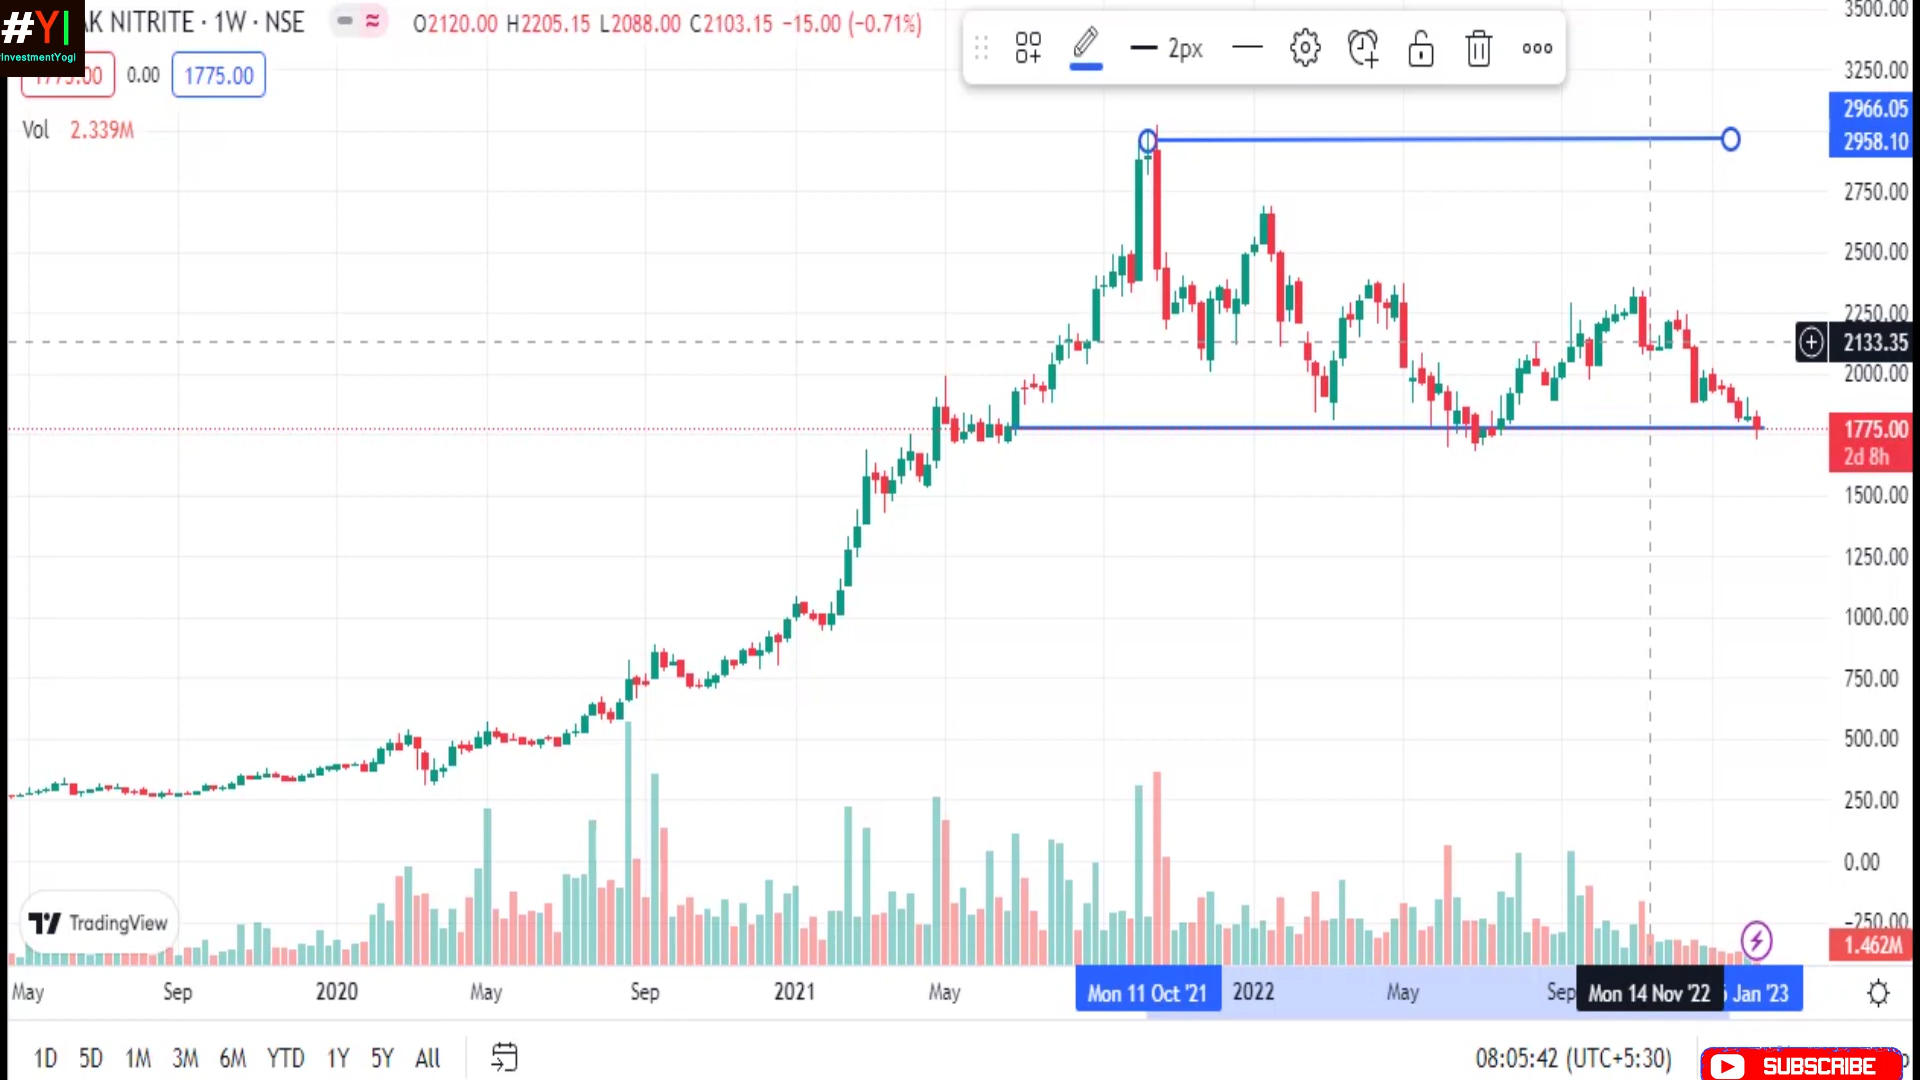 #YI
InvestmentYogi
AK NITRITE · 1W · NSE
O2120.00 H2205.15 L2088.00 C2103.15 −15.00 (−0.71%)
1775.00 0.00 1775.00
Vol 2.339M
2px
3500.00
3250.00
2966.05
2958.10
2750.00
2500.00
2250.00
2133.35
2000.00
1775.00
2d 8h
1500.00
1250.00
1000.00
750.00
500.00
250.00
0.00
−250.00
1.462M
TradingView
May Sep 2020 May Sep 2021 May Mon 11 Oct '21 2022 May Sep Mon 14 Nov '22 Jan '23
1D 5D 1M 3M 6M YTD 1Y 5Y All
08:05:42 (UTC+5:30)
SUBSCRIBE